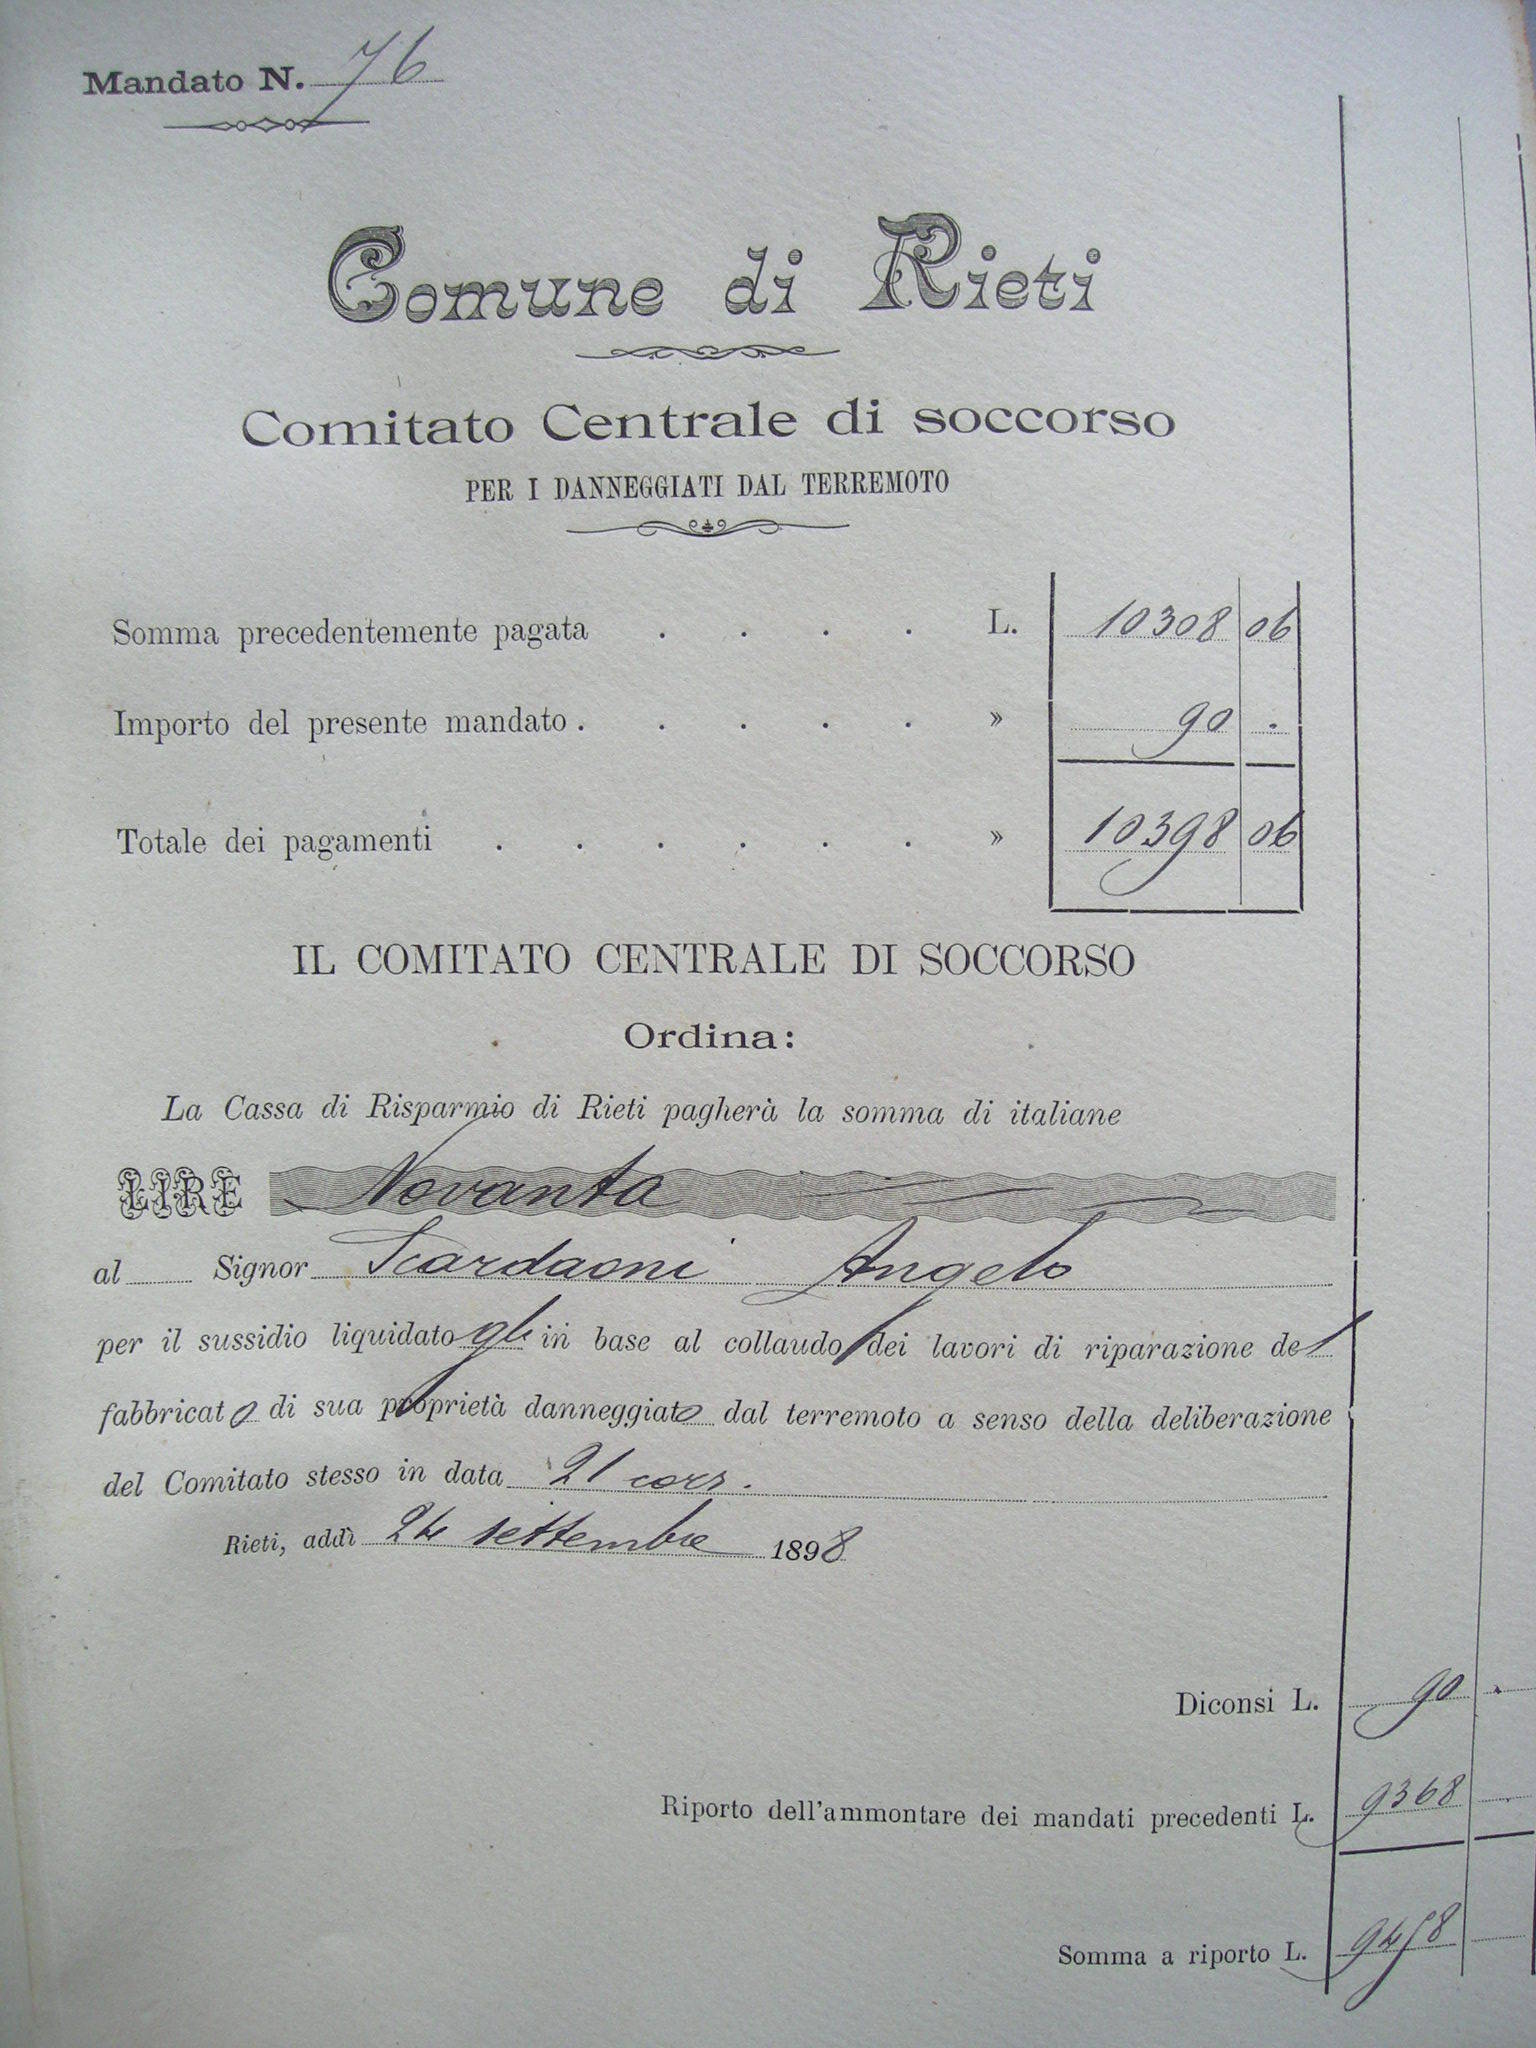 Mandato N. 76
Comune di Rieti
Comitato Centrale di soccorso
PER I DANNEGGIATI DAL TERREMOTO
Somma precedentemente pagata . . . . L. 10308 06
Importo del presente mandato . . . . . » 90 .
Totale dei pagamenti . . . . . . » 10398 06
IL COMITATO CENTRALE DI SOCCORSO
Ordina:
La Cassa di Risparmio di Rieti pagherà la somma di italiane
LIRE Novanta
al Signor Scardaoni Angelo
per il sussidio liquidato gli in base al collaudo dei lavori di riparazione del
fabbricato di sua proprietà danneggiato dal terremoto a senso della deliberazione
del Comitato stesso in data 21 corr.
Rieti, addì 24 settembre 1898
Diconsi L. 90 .
Riporto dell'ammontare dei mandati precedenti L. 9368
Somma a riporto L. 9458